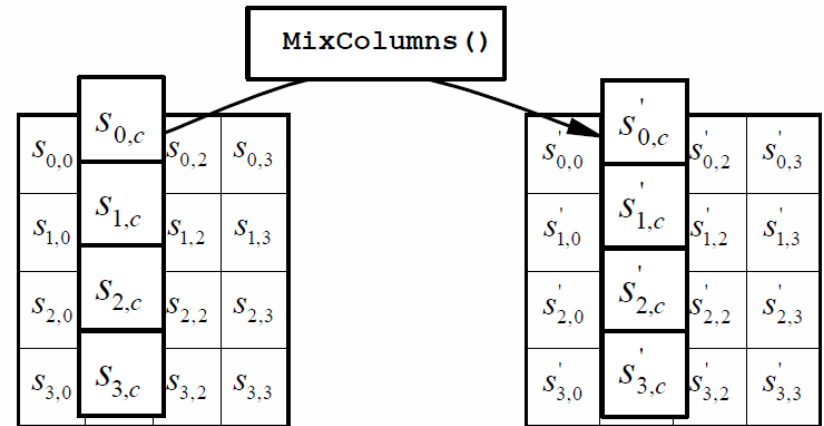 MixColumns()
s0,0 s0,c s0,2 s0,3
s1,0 s1,c s1,2 s1,3
s2,0 s2,c s2,2 s2,3
s3,0 s3,c s3,2 s3,3
s'0,0 s'0,c s'0,2 s'0,3
s'1,0 s'1,c s'1,2 s'1,3
s'2,0 s'2,c s'2,2 s'2,3
s'3,0 s'3,c s'3,2 s'3,3